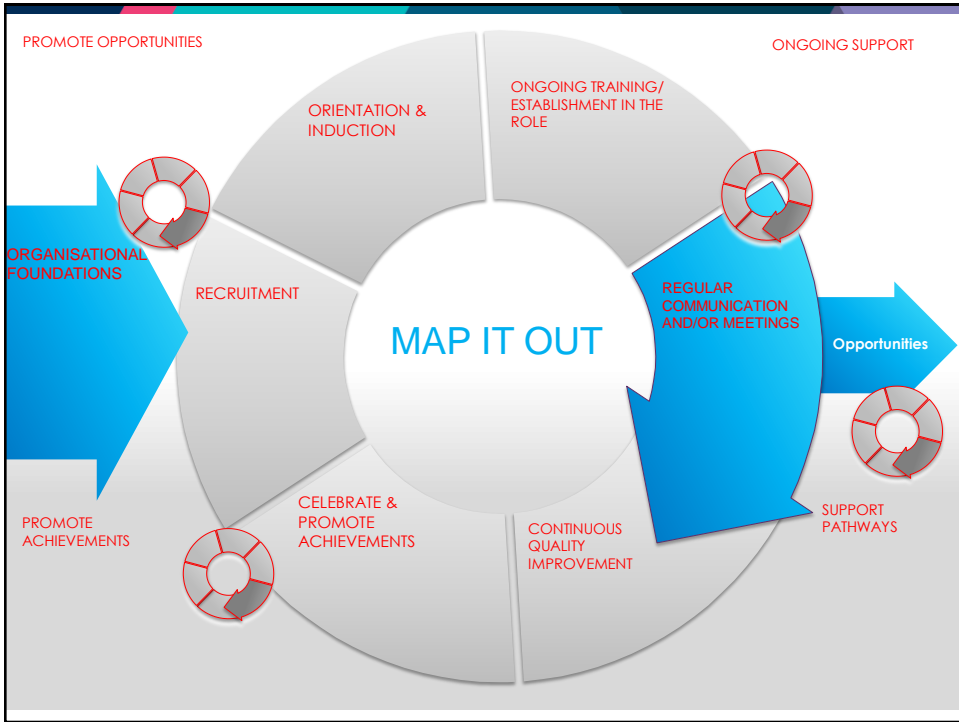 PROMOTE OPPORTUNITIES
ONGOING SUPPORT
ORIENTATION &
INDUCTION
ONGOING TRAINING/
ESTABLISHMENT IN THE
ROLE
ORGANISATIONAL
FOUNDATIONS
RECRUITMENT
REGULAR
COMMUNICATION
AND/OR MEETINGS
MAP IT OUT
Opportunities
CELEBRATE &
PROMOTE
ACHIEVEMENTS
PROMOTE
ACHIEVEMENTS
CONTINUOUS
QUALITY
IMPROVEMENT
SUPPORT
PATHWAYS